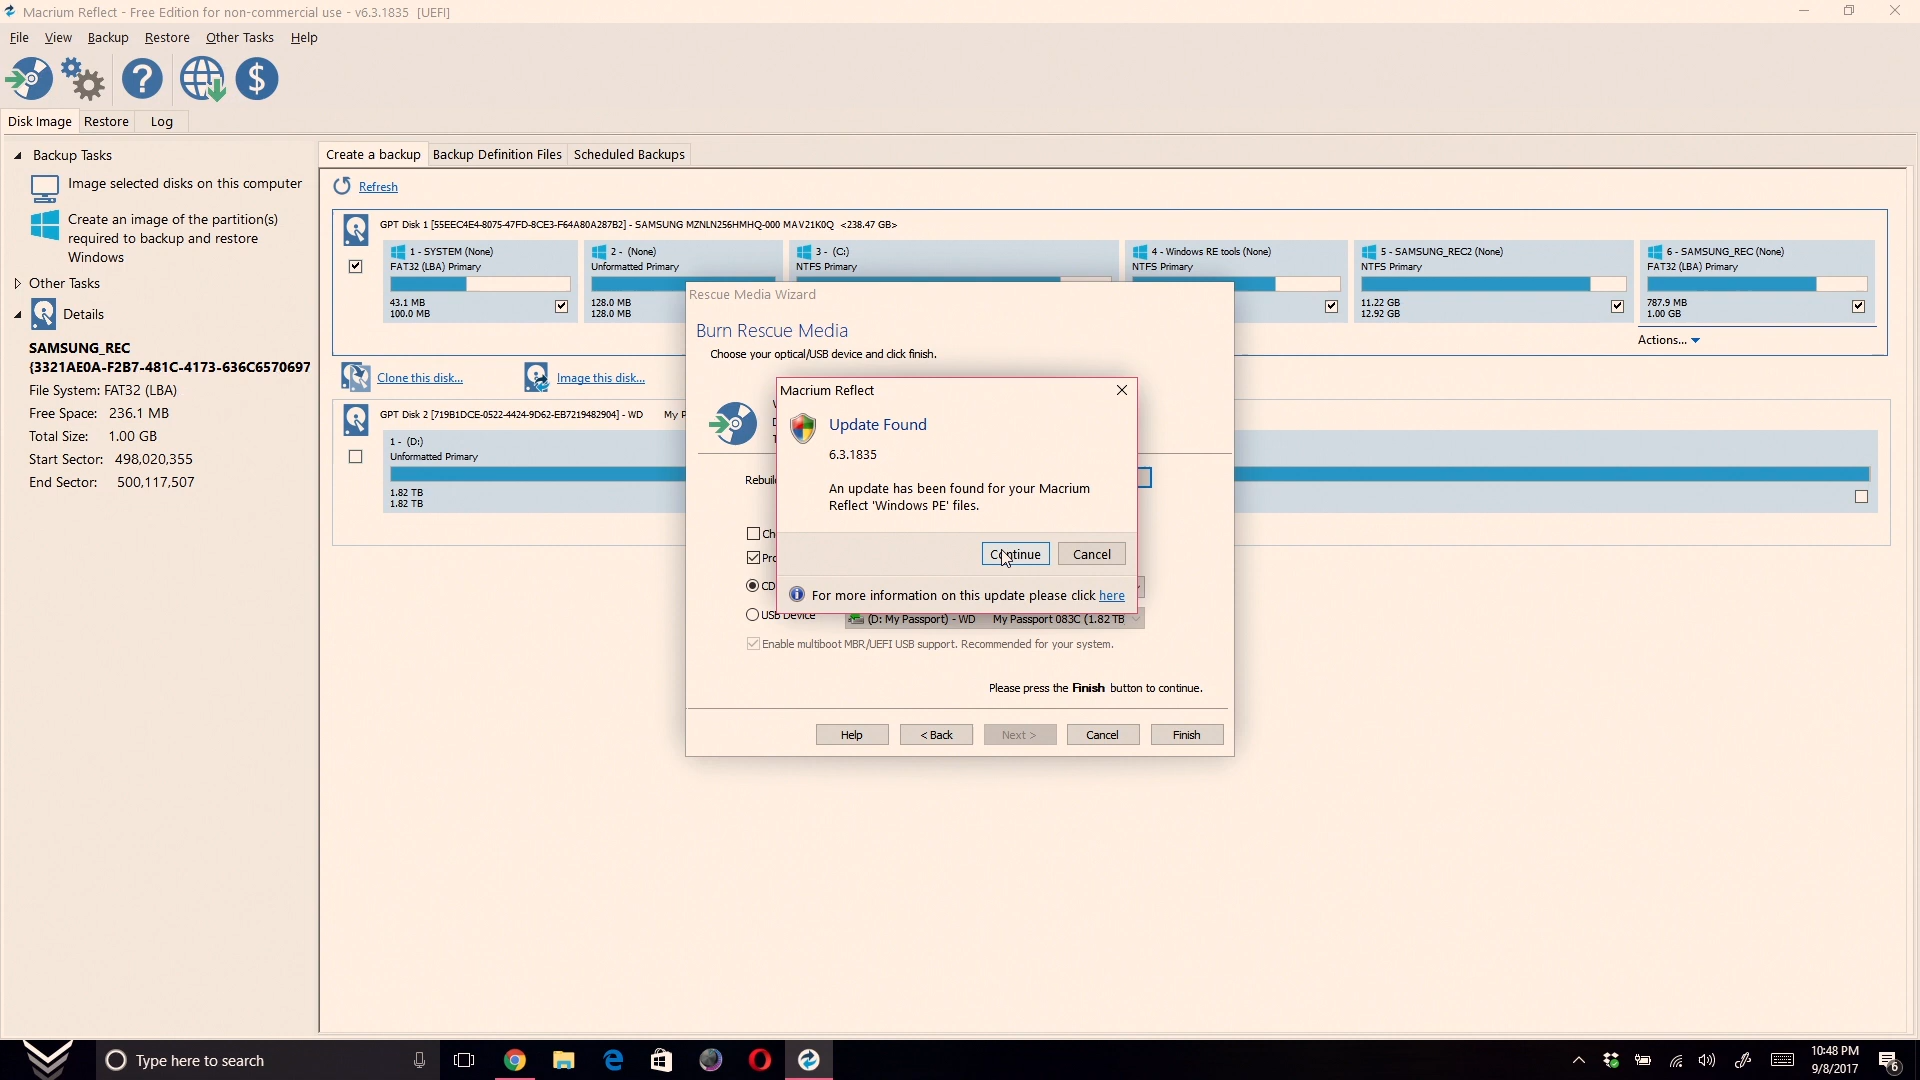 Macrium Reflect - Free Edition for non-commercial use - v6.3.1835 [UEFI]
File View Backup Restore Other Tasks Help
Disk Image Restore Log
Backup Tasks
Image selected disks on this computer
Create an image of the partition(s)
required to backup and restore
Windows
Other Tasks
Details
SAMSUNG_REC
{3321AE0A-F2B7-481C-4173-636C6570697
File System: FAT32 (LBA)
Free Space: 236.1 MB
Total Size: 1.00 GB
Start Sector: 498,020,355
End Sector: 500,117,507
Create a backup Backup Definition Files Scheduled Backups
Refresh
GPT Disk 1 [55EEC4E4-8075-47FD-8CE3-F64A80A287B2] - SAMSUNG MZNLN256HMHQ-000 MAV21K0Q <238.47 GB>
1 - SYSTEM (None)
FAT32 (LBA) Primary
43.1 MB
100.0 MB
2 - (None)
Unformatted Primary
128.0 MB
128.0 MB
3 - (C:)
NTFS Primary
4 - Windows RE tools (None)
NTFS Primary
5 - SAMSUNG_REC2 (None)
NTFS Primary
11.22 GB
12.92 GB
6 - SAMSUNG_REC (None)
FAT32 (LBA) Primary
787.9 MB
1.00 GB
Actions...
Clone this disk... Image this disk...
GPT Disk 2 [719B1DCE-0522-4424-9D62-EB7219482904] - WD My P
1 - (D:)
Unformatted Primary
1.82 TB
1.82 TB
Rescue Media Wizard
Burn Rescue Media
Choose your optical/USB device and click finish.
Macrium Reflect
Update Found
6.3.1835
An update has been found for your Macrium
Reflect 'Windows PE' files.
Continue Cancel
For more information on this update please click here
USB Device (D: My Passport) - WD My Passport 083C (1.82 TB
Enable multiboot MBR/UEFI USB support. Recommended for your system.
Please press the Finish button to continue.
Help < Back Next > Cancel Finish
Type here to search
10:48 PM
9/8/2017
6